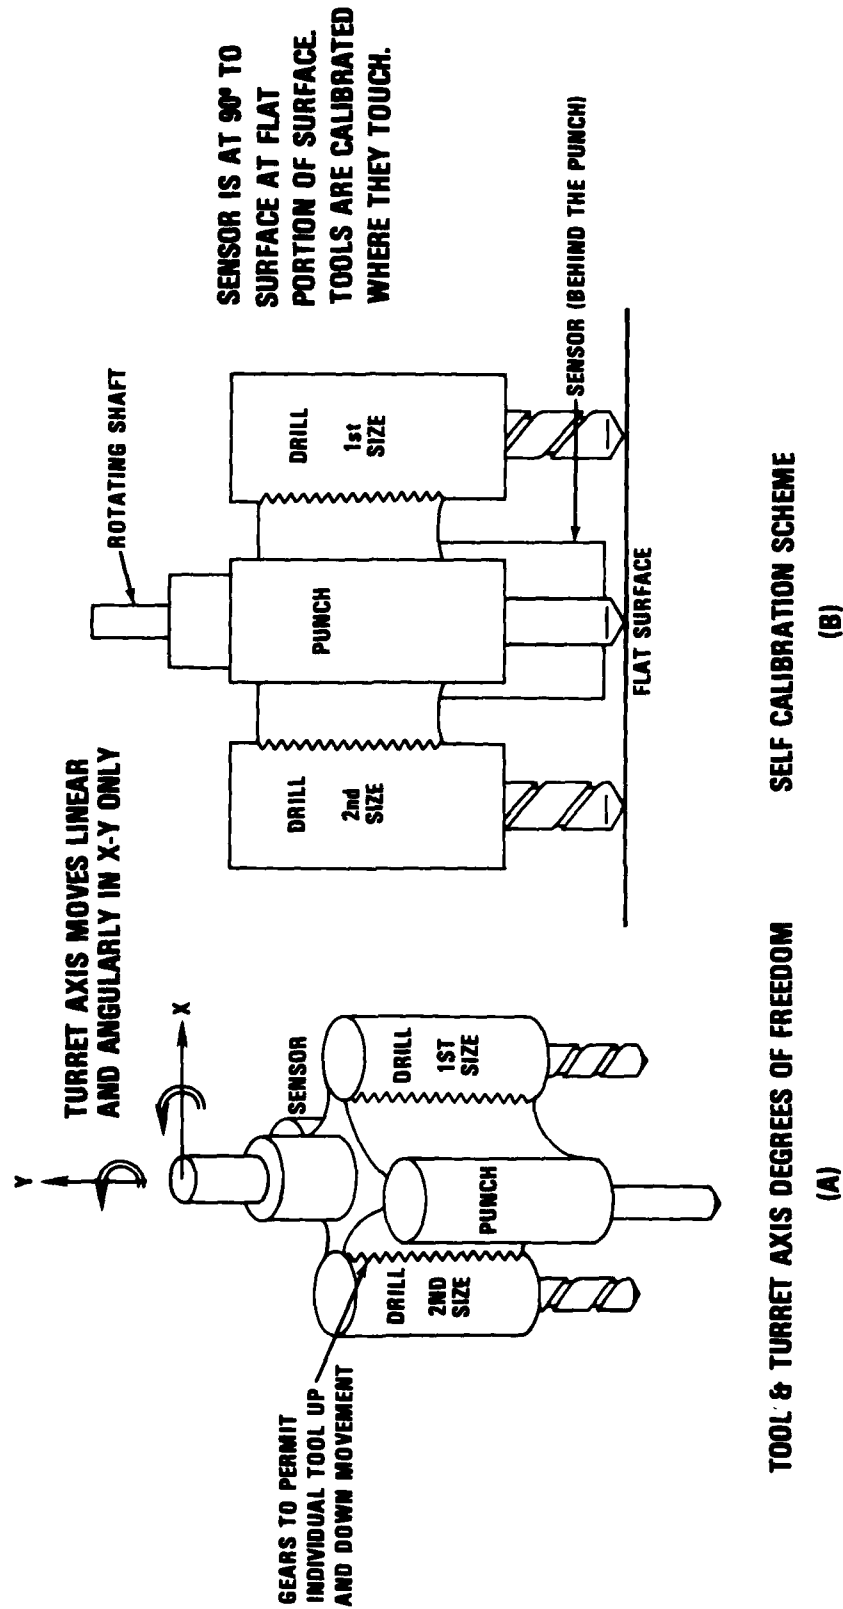 TURRET AXIS MOVES LINEAR
AND ANGULARLY IN X-Y ONLY
Y
X
SENSOR
DRILL
1ST
SIZE
PUNCH
DRILL
2ND
SIZE
GEARS TO PERMIT
INDIVIDUAL TOOL UP
AND DOWN MOVEMENT
TOOL & TURRET AXIS DEGREES OF FREEDOM
(A)
ROTATING SHAFT
SENSOR IS AT 90° TO
SURFACE AT FLAT
PORTION OF SURFACE.
TOOLS ARE CALIBRATED
WHERE THEY TOUCH.
DRILL
2nd
SIZE
PUNCH
DRILL
1st
SIZE
SENSOR (BEHIND THE PUNCH)
FLAT SURFACE
SELF CALIBRATION SCHEME
(B)